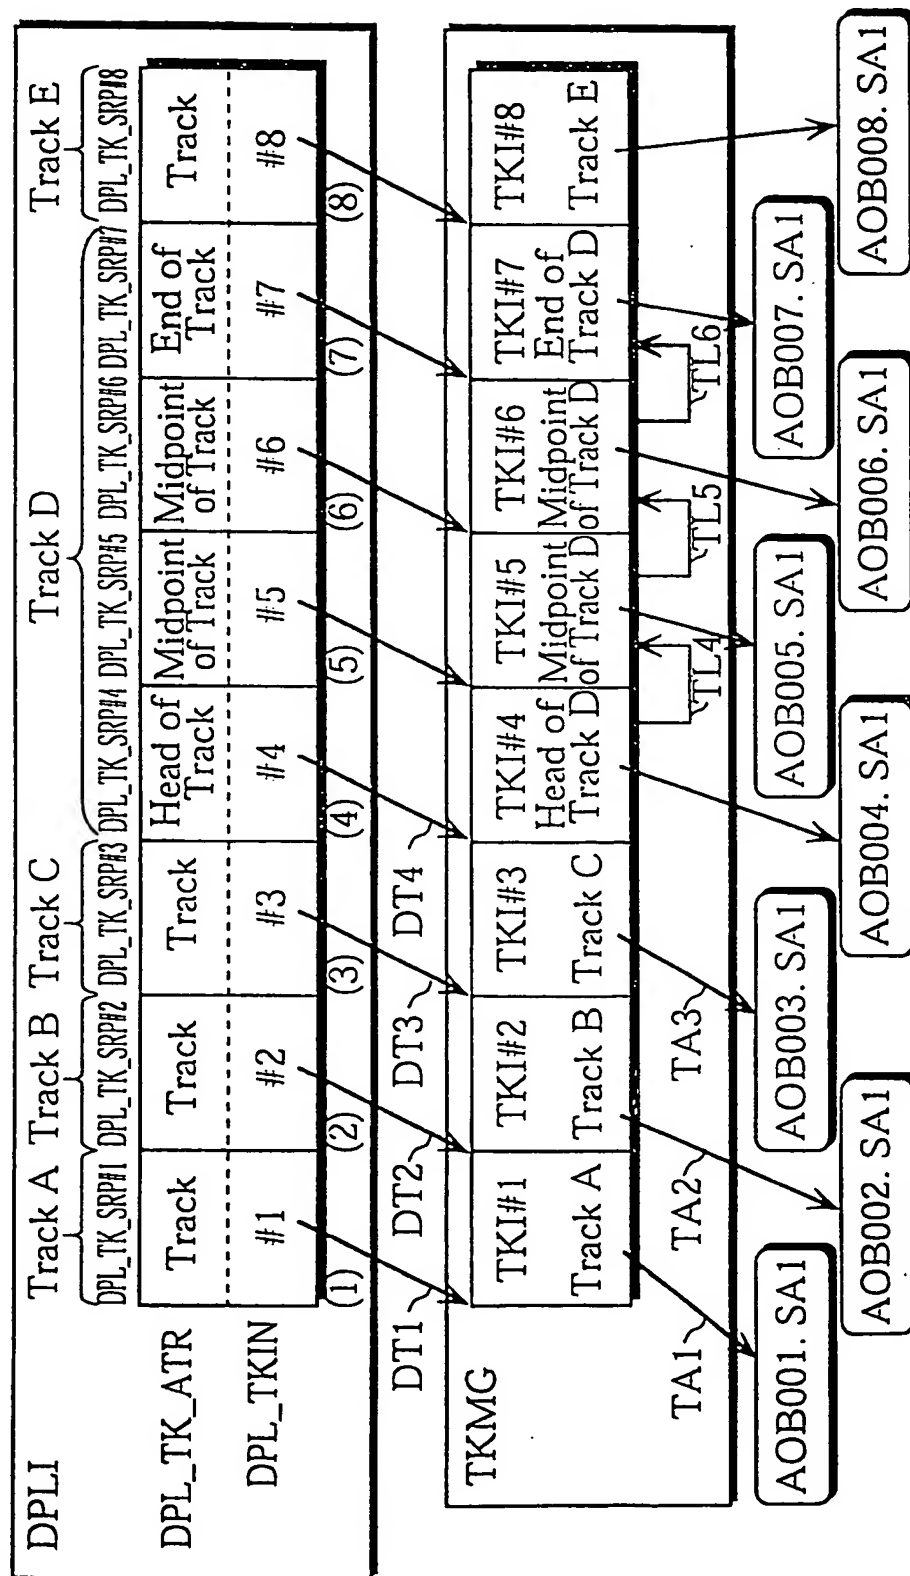 DPLI
Track A Track B Track C Track D Track E
DPL_TK_SRP#1 DPL_TK_SRP#2 DPL_TK_SRP#3 DPL_TK_SRP#4 DPL_TK_SRP#5 DPL_TK_SRP#6 DPL_TK_SRP#7 DPL_TK_SRP#8
DPL_TK_ATR
Track
Track
Track
Head of
Track
Midpoint
of Track
Midpoint
of Track
End of
Track
Track
DPL_TKIN
#1 #2 #3 #4 #5 #6 #7 #8
(1) (2) (3) (4) (5) (6) (7) (8)
DT1 DT2 DT3 DT4
TKMG
TKI#1
Track A
TKI#2
Track B
TKI#3
Track C
TKI#4
Head of
Track D
TKI#5
Midpoint
of Track D
TKI#6
Midpoint
of Track D
TKI#7
End of
Track D
TKI#8
Track E
TL4 TL5 TL6
TA1 TA2 TA3
AOB001. SA1
AOB003. SA1
AOB005. SA1
AOB007. SA1
AOB002. SA1
AOB004. SA1
AOB006. SA1
AOB008. SA1